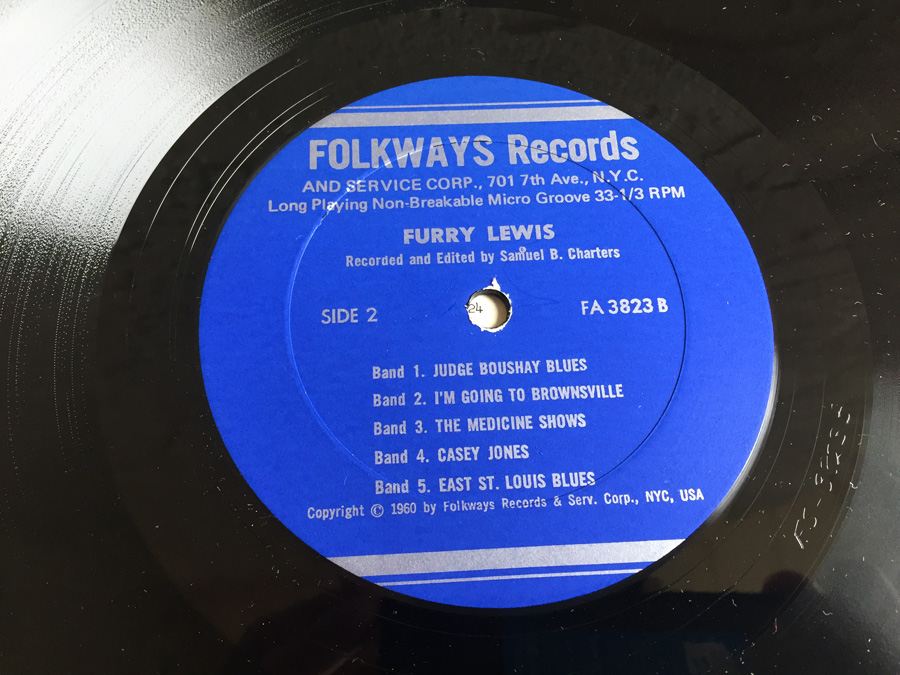 FOLKWAYS Records
AND SERVICE CORP., 701 7th Ave., N.Y.C.
Long Playing Non-Breakable Micro Groove 33-1/3 RPM
FURRY LEWIS
Recorded and Edited by Samuel B. Charters
SIDE 2
24
FA 3823 B
Band 1. JUDGE BOUSHAY BLUES
Band 2. I'M GOING TO BROWNSVILLE
Band 3. THE MEDICINE SHOWS
Band 4. CASEY JONES
Band 5. EAST ST. LOUIS BLUES
Copyright © 1960 by Folkways Records & Serv. Corp., NYC, USA